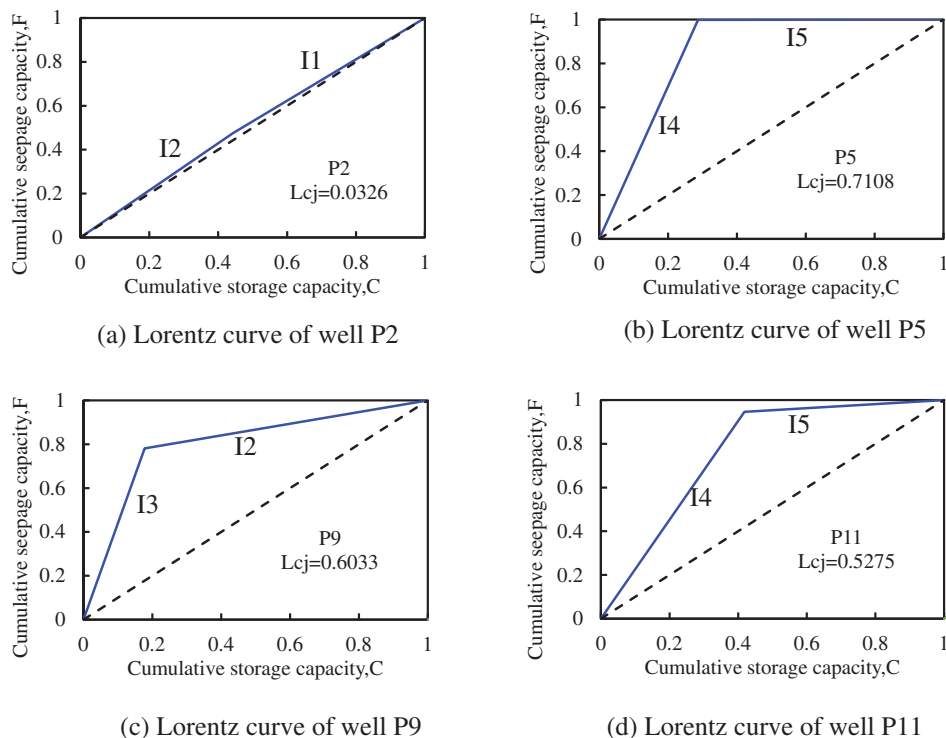 Cumulative seepage capacity,F
1
0.8
0.6
0.4
0.2
0
I1
I2
P2
Lcj=0.0326
0 0.2 0.4 0.6 0.8 1
Cumulative storage capacity,C
(a) Lorentz curve of well P2
Cumulative seepage capacity,F
1
0.8
0.6
0.4
0.2
0
I5
I4
P5
Lcj=0.7108
0 0.2 0.4 0.6 0.8 1
Cumulative storage capacity,C
(b) Lorentz curve of well P5
Cumulative seepage capacity,F
1
0.8
0.6
0.4
0.2
0
I2
I3
P9
Lcj=0.6033
0 0.2 0.4 0.6 0.8 1
Cumulative storage capacity,C
(c) Lorentz curve of well P9
Cumulative seepage capacity,F
1
0.8
0.6
0.4
0.2
0
I5
I4
P11
Lcj=0.5275
0 0.2 0.4 0.6 0.8 1
Cumulative storage capacity,C
(d) Lorentz curve of well P11